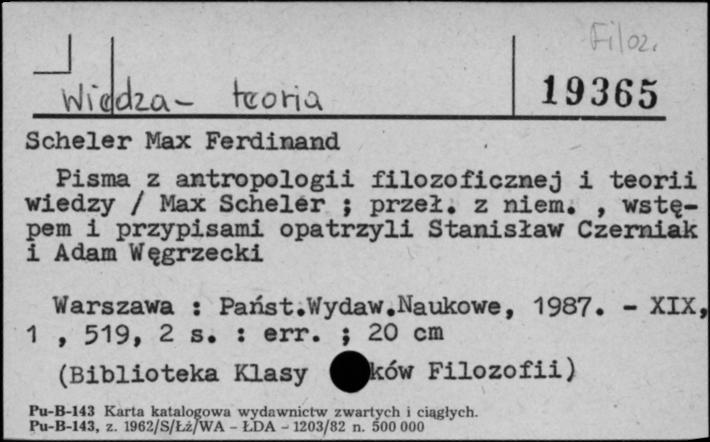 Filoz.
Wiedza - teoria
19365
Scheler Max Ferdinand
Pisma z antropologii filozoficznej i teorii
wiedzy / Max Scheler ; przeł. z niem. , wstę-
pem i przypisami opatrzyli Stanisław Czerniak
i Adam Węgrzecki
Warszawa : Państ.Wydaw.Naukowe, 1987. - XIX,
1 , 519, 2 s. : err. ; 20 cm
(Biblioteka Klasy ków Filozofii)
Pu-B-143 Karta katalogowa wydawnictw zwartych i ciągłych.
Pu-B-143, z. 1962/S/Łż/WA - ŁDA - 1203/82 n. 500 000